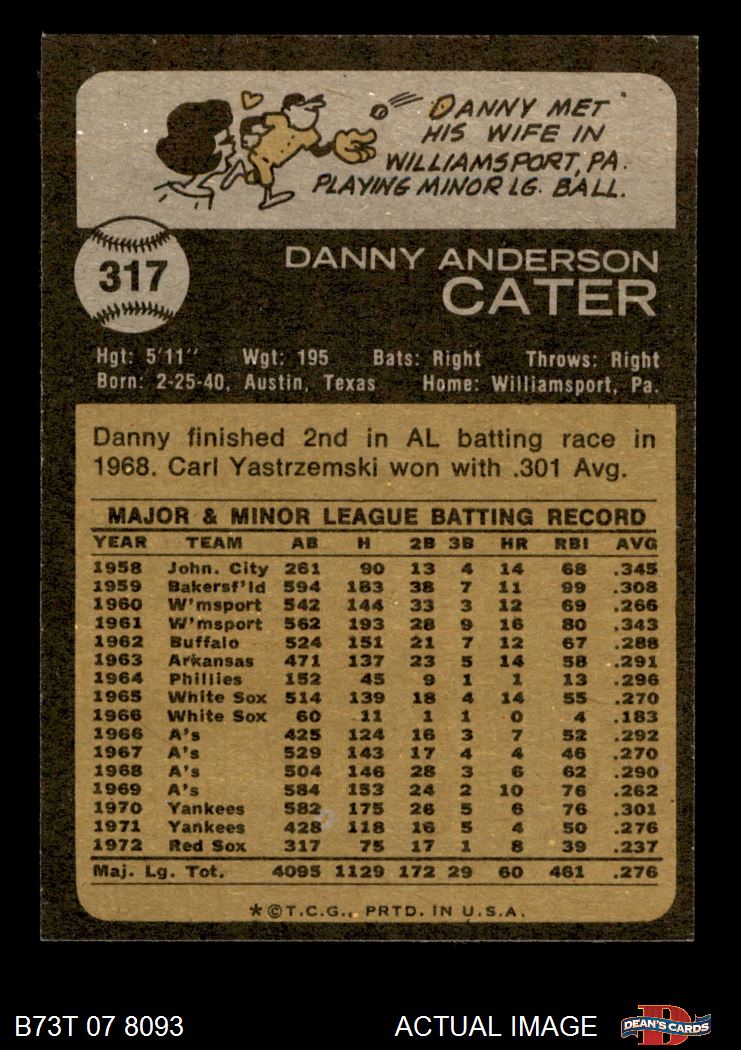 DANNY MET
HIS WIFE IN
WILLIAMSPORT, PA.
PLAYING MINOR LG. BALL.
317
DANNY ANDERSON
CATER
Hgt: 5'11" Wgt: 195 Bats: Right Throws: Right
Born: 2-25-40, Austin, Texas Home: Williamsport, Pa.
Danny finished 2nd in AL batting race in
1968. Carl Yastrzemski won with .301 Avg.
MAJOR & MINOR LEAGUE BATTING RECORD
YEAR TEAM AB H 2B 3B HR RBI AVG
1958 John. City 261 90 13 4 14 68 .345
1959 Bakersf'ld 594 183 38 7 11 99 .308
1960 W'msport 542 144 33 3 12 69 .266
1961 W'msport 562 193 28 9 16 80 .343
1962 Buffalo 524 151 21 7 12 67 .288
1963 Arkansas 471 137 23 5 14 58 .291
1964 Phillies 152 45 9 1 1 13 .296
1965 White Sox 514 139 18 4 14 55 .270
1966 White Sox 60 11 1 1 0 4 .183
1966 A's 425 124 16 3 7 52 .292
1967 A's 529 143 17 4 4 46 .270
1968 A's 504 146 28 3 6 62 .290
1969 A's 584 153 24 2 10 76 .262
1970 Yankees 582 175 26 5 6 76 .301
1971 Yankees 428 118 16 5 4 50 .276
1972 Red Sox 317 75 17 1 8 39 .237
Maj. Lg. Tot. 4095 1129 172 29 60 461 .276
*©T.C.G., PRTD. IN U.S.A.
B73T 07 8093 ACTUAL IMAGE D DEAN'S CARDS